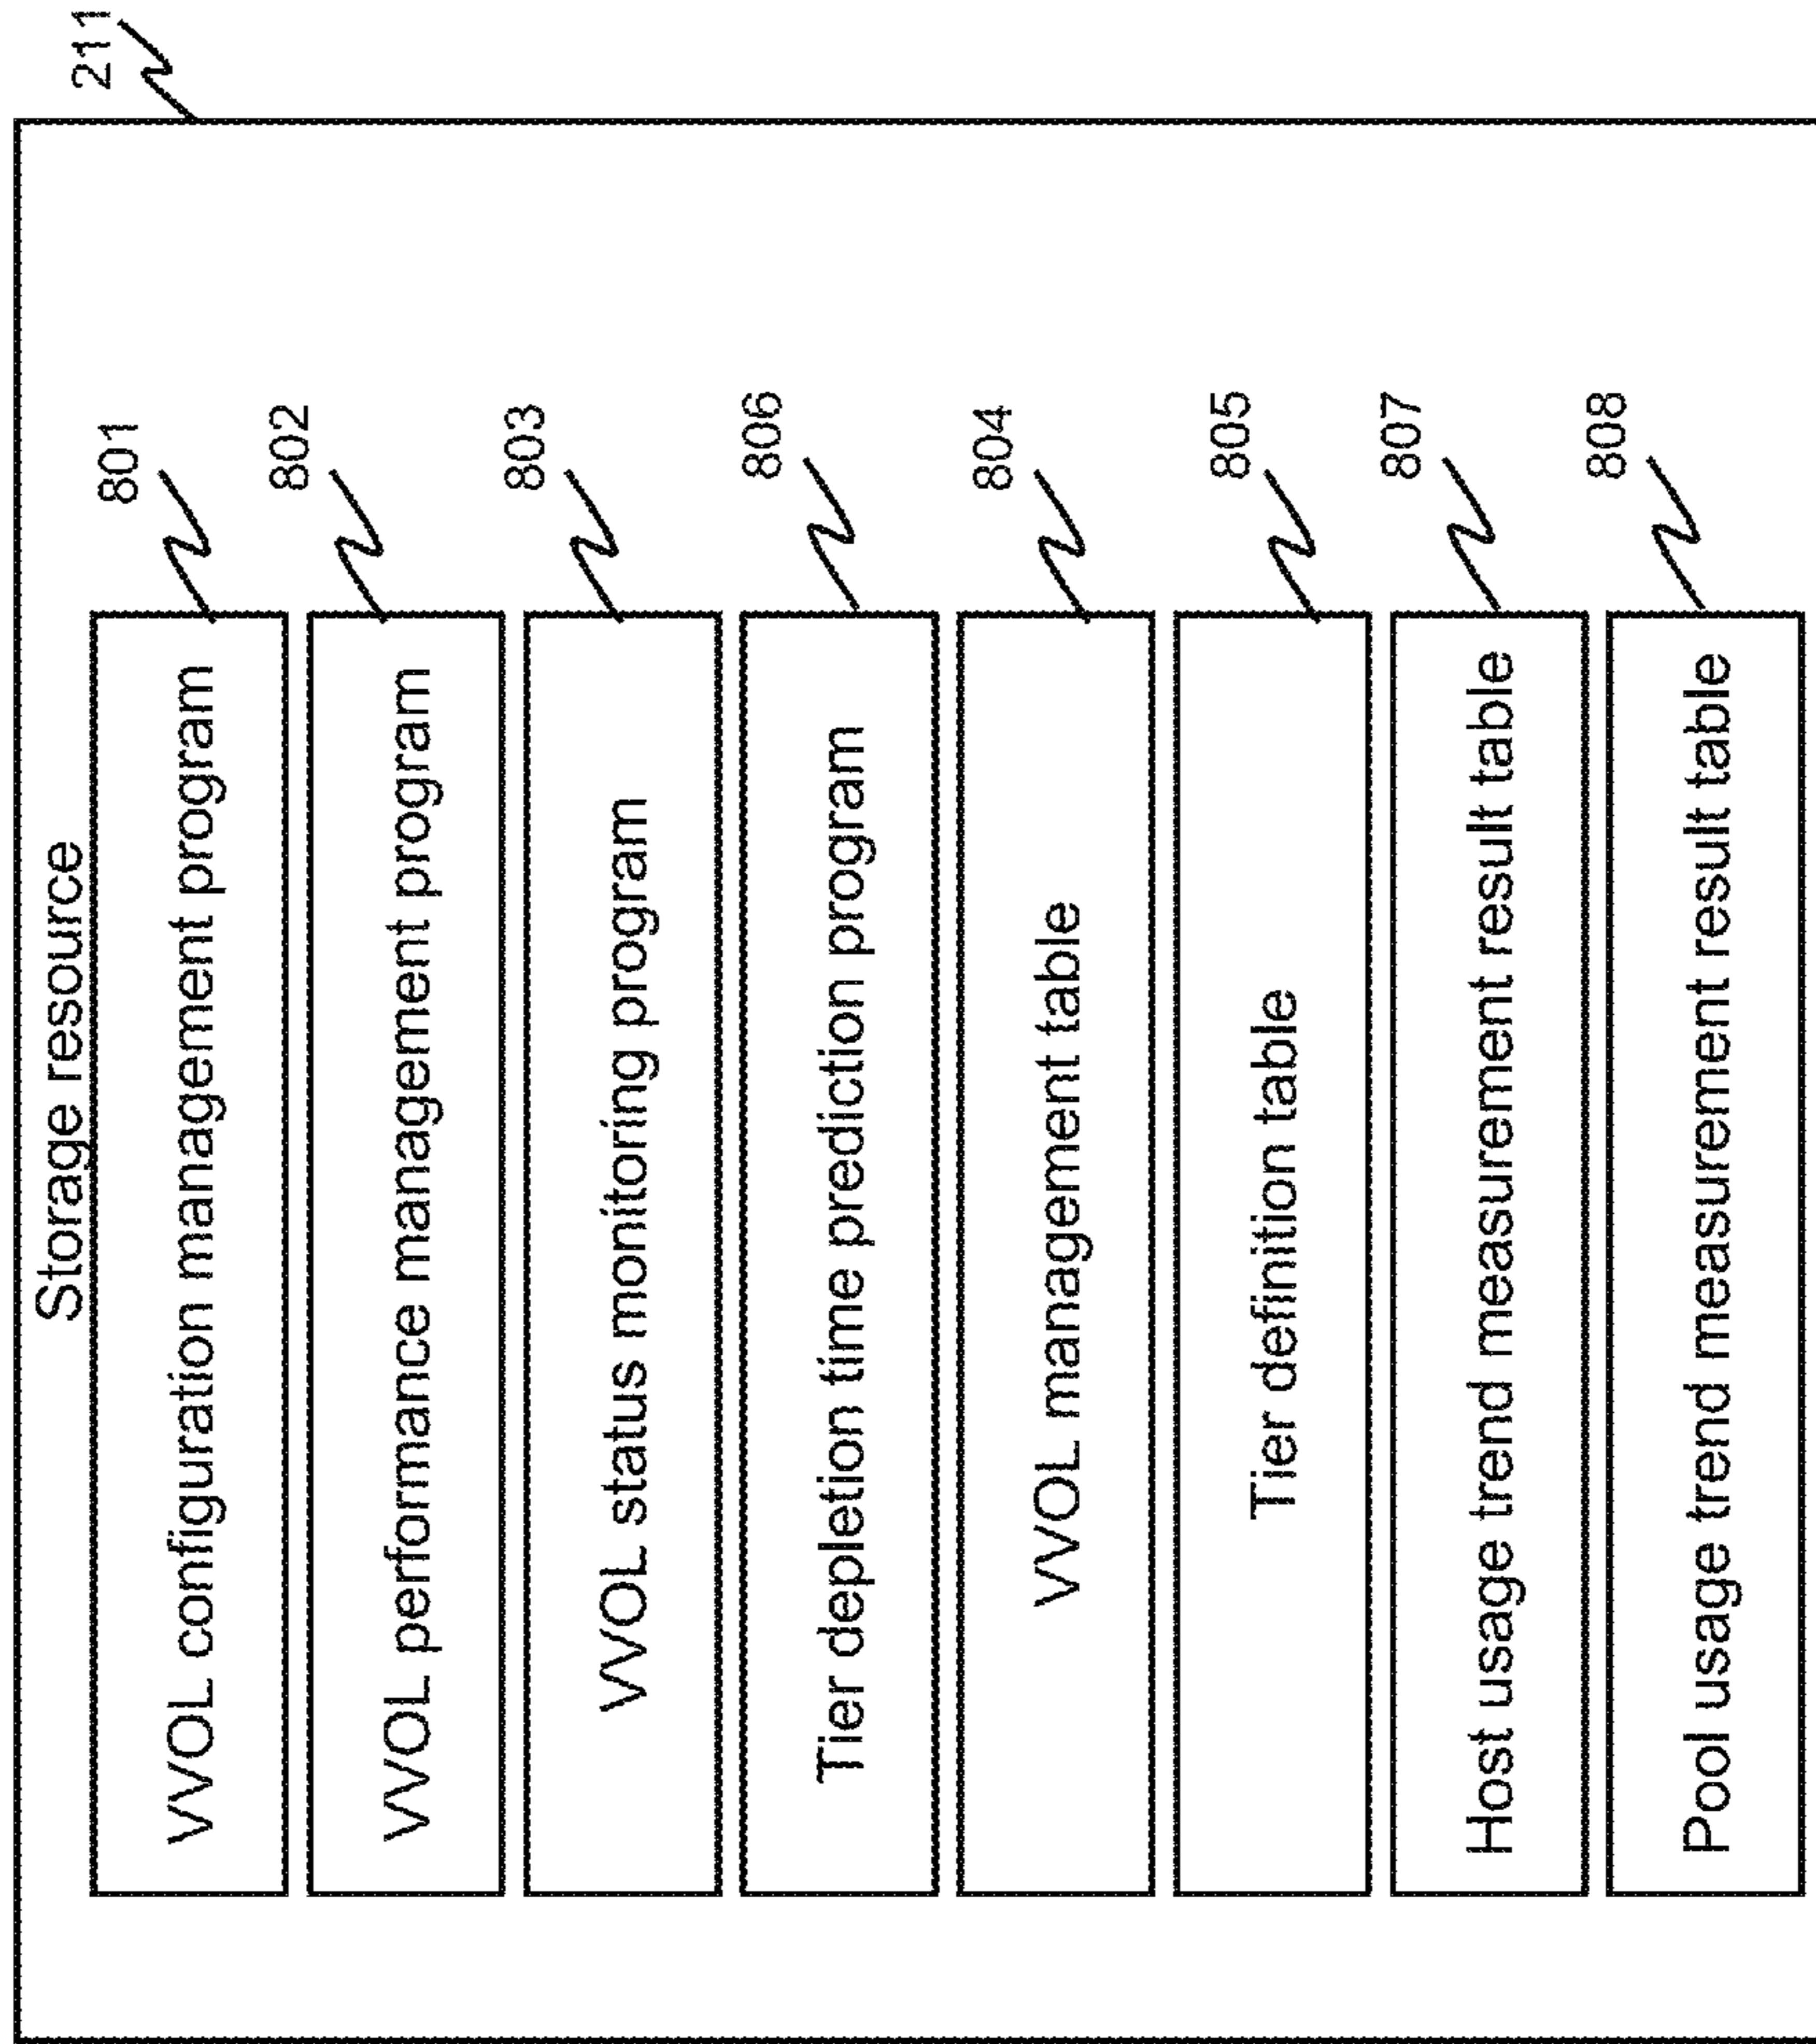 211
Storage resource
VVOL configuration management program 801
VVOL performance management program 802
VVOL status monitoring program 803
Tier depletion time prediction program 806
VVOL management table 804
Tier definition table 805
Host usage trend measurement result table 807
Pool usage trend measurement result table 808